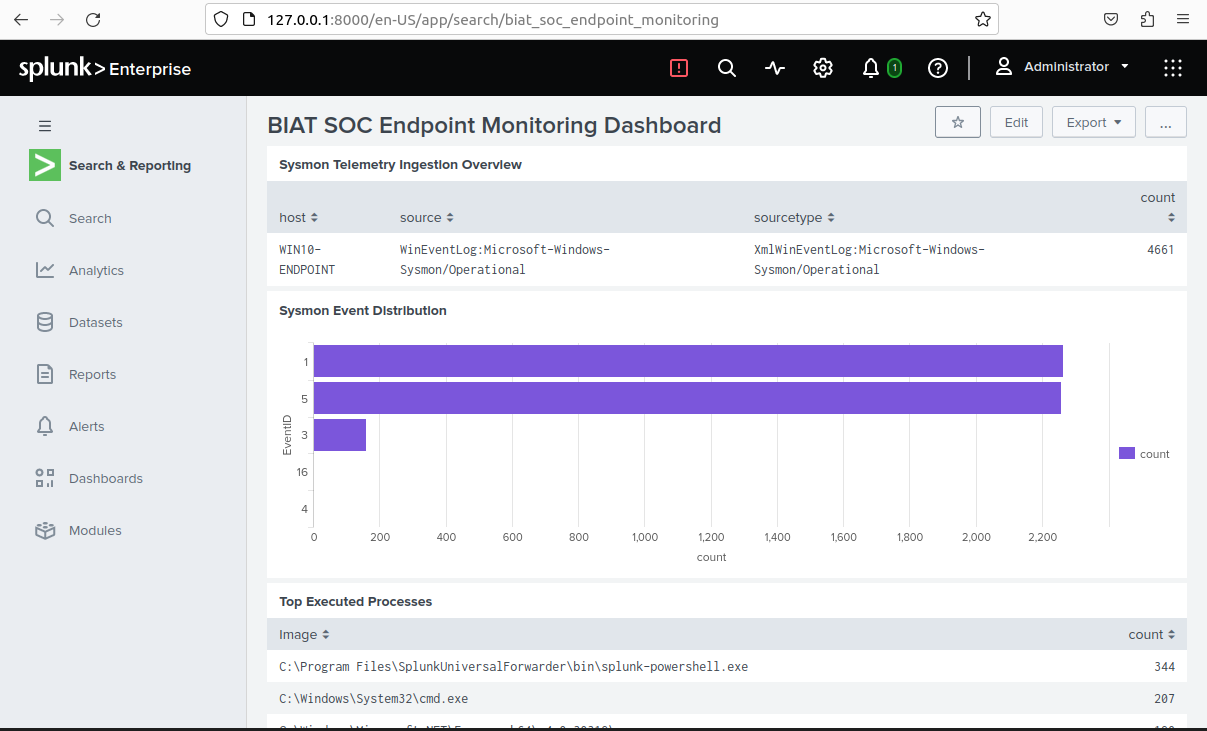 127.0.0.1:8000/en-US/app/search/biat_soc_endpoint_monitoring
splunk>Enterprise
1
Administrator
BIAT SOC Endpoint Monitoring Dashboard
Edit
Export
...
Search & Reporting
Search
Analytics
Datasets
Reports
Alerts
Dashboards
Modules
Sysmon Telemetry Ingestion Overview
host source sourcetype count
WIN10- WinEventLog:Microsoft-Windows- XmlWinEventLog:Microsoft-Windows- 4661
ENDPOINT Sysmon/Operational Sysmon/Operational
Sysmon Event Distribution
EventID
1
5
3
16
4
0 200 400 600 800 1,000 1,200 1,400 1,600 1,800 2,000 2,200
count
count
Top Executed Processes
Image count
C:\Program Files\SplunkUniversalForwarder\bin\splunk-powershell.exe 344
C:\Windows\System32\cmd.exe 207